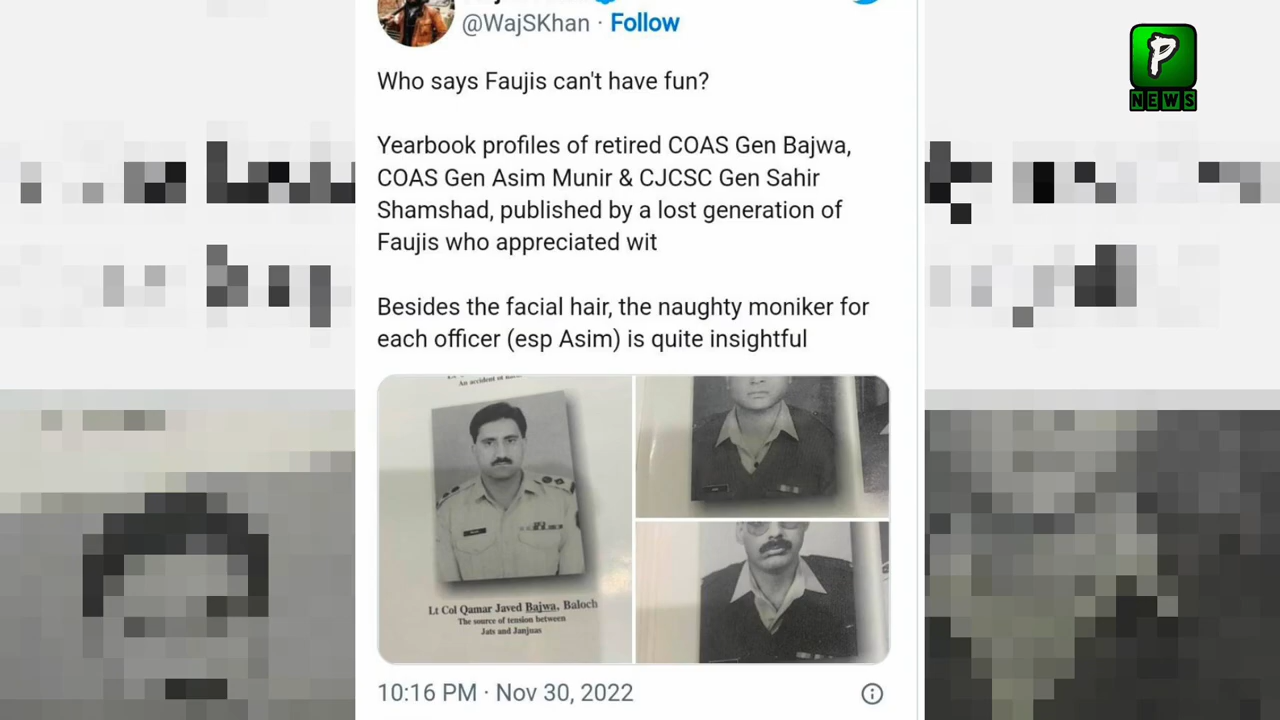 @WajSKhan · Follow
Who says Faujis can't have fun?
Yearbook profiles of retired COAS Gen Bajwa,
COAS Gen Asim Munir & CJCSC Gen Sahir
Shamshad, published by a lost generation of
Faujis who appreciated wit
Besides the facial hair, the naughty moniker for
each officer (esp Asim) is quite insightful
An accident of
Lt Col Qamar Javed Bajwa, Baloch
The source of tension between
Jats and Janjuas
10:16 PM · Nov 30, 2022
P
NEWS